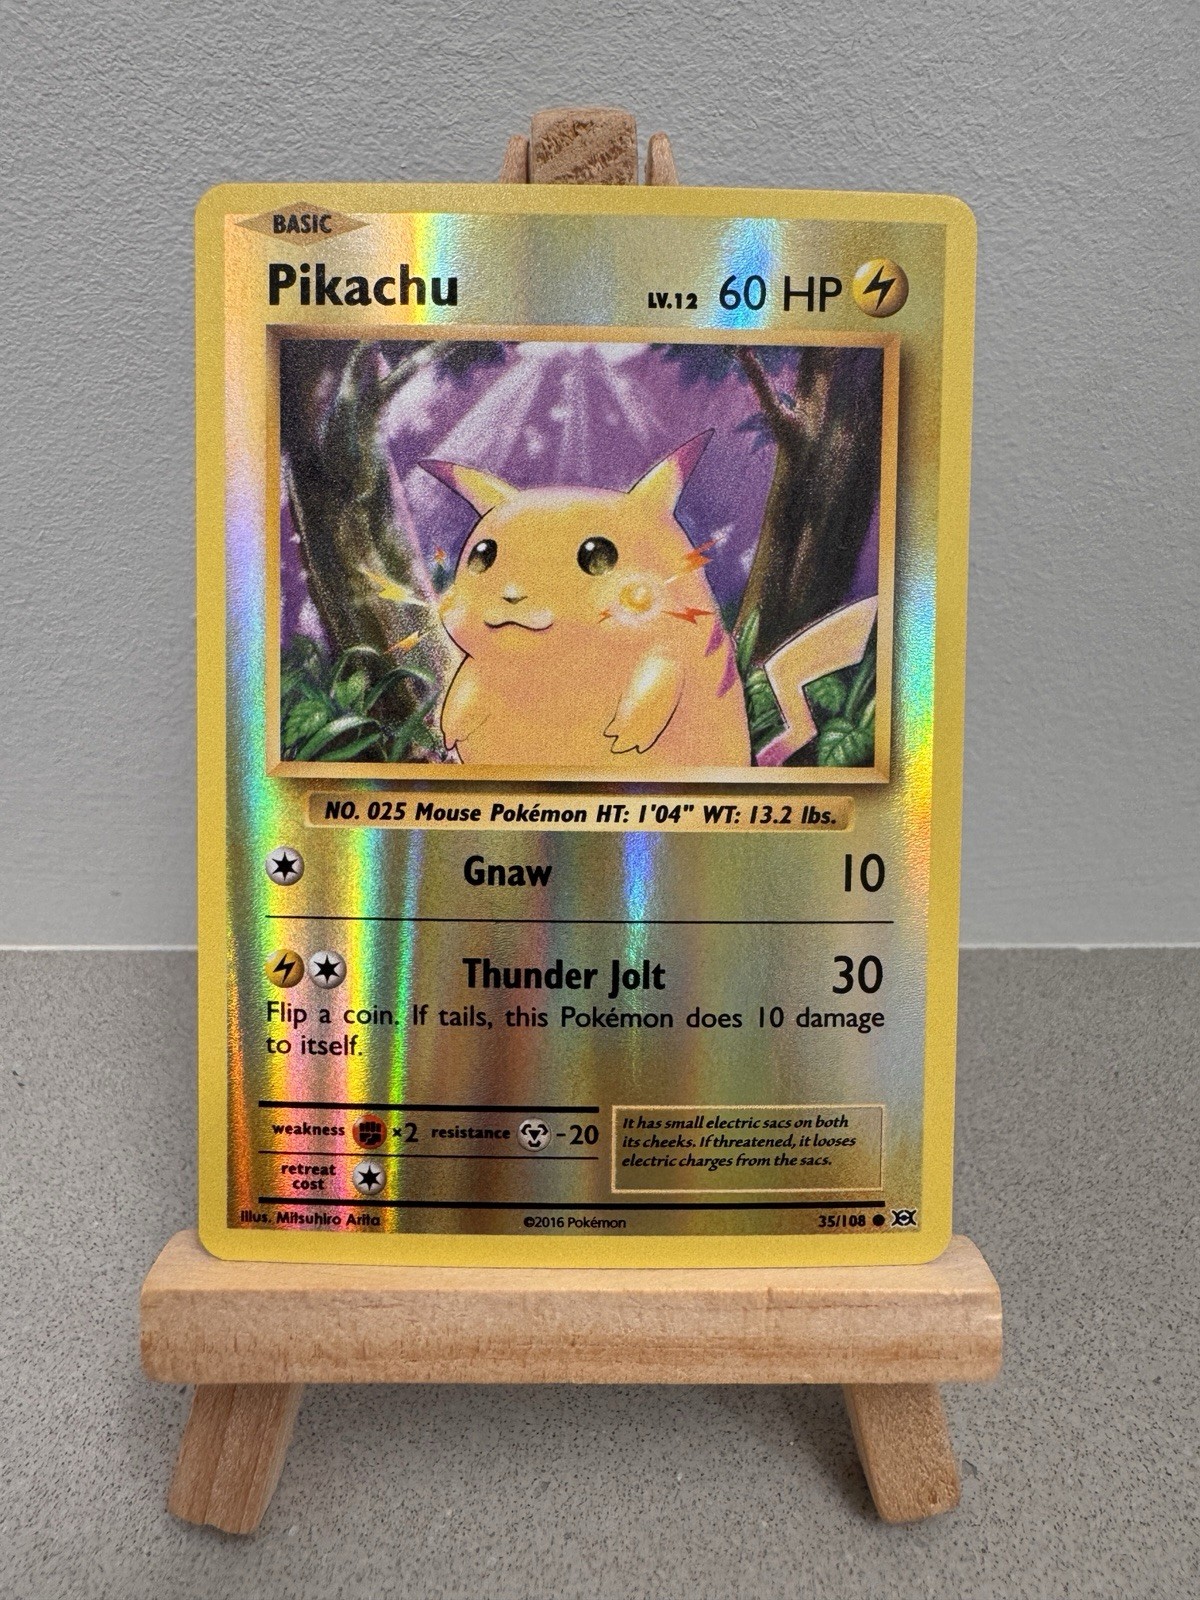 BASIC
Pikachu LV.12 60 HP
NO. 025 Mouse Pokémon HT: 1'04" WT: 13.2 lbs.
Gnaw 10
Thunder Jolt 30
Flip a coin. If tails, this Pokémon does 10 damage
to itself.
weakness ×2 resistance -20
retreat
cost
It has small electric sacs on both
its cheeks. If threatened, it looses
electric charges from the sacs.
Illus. Mitsuhiro Arita ©2016 Pokémon 35/108